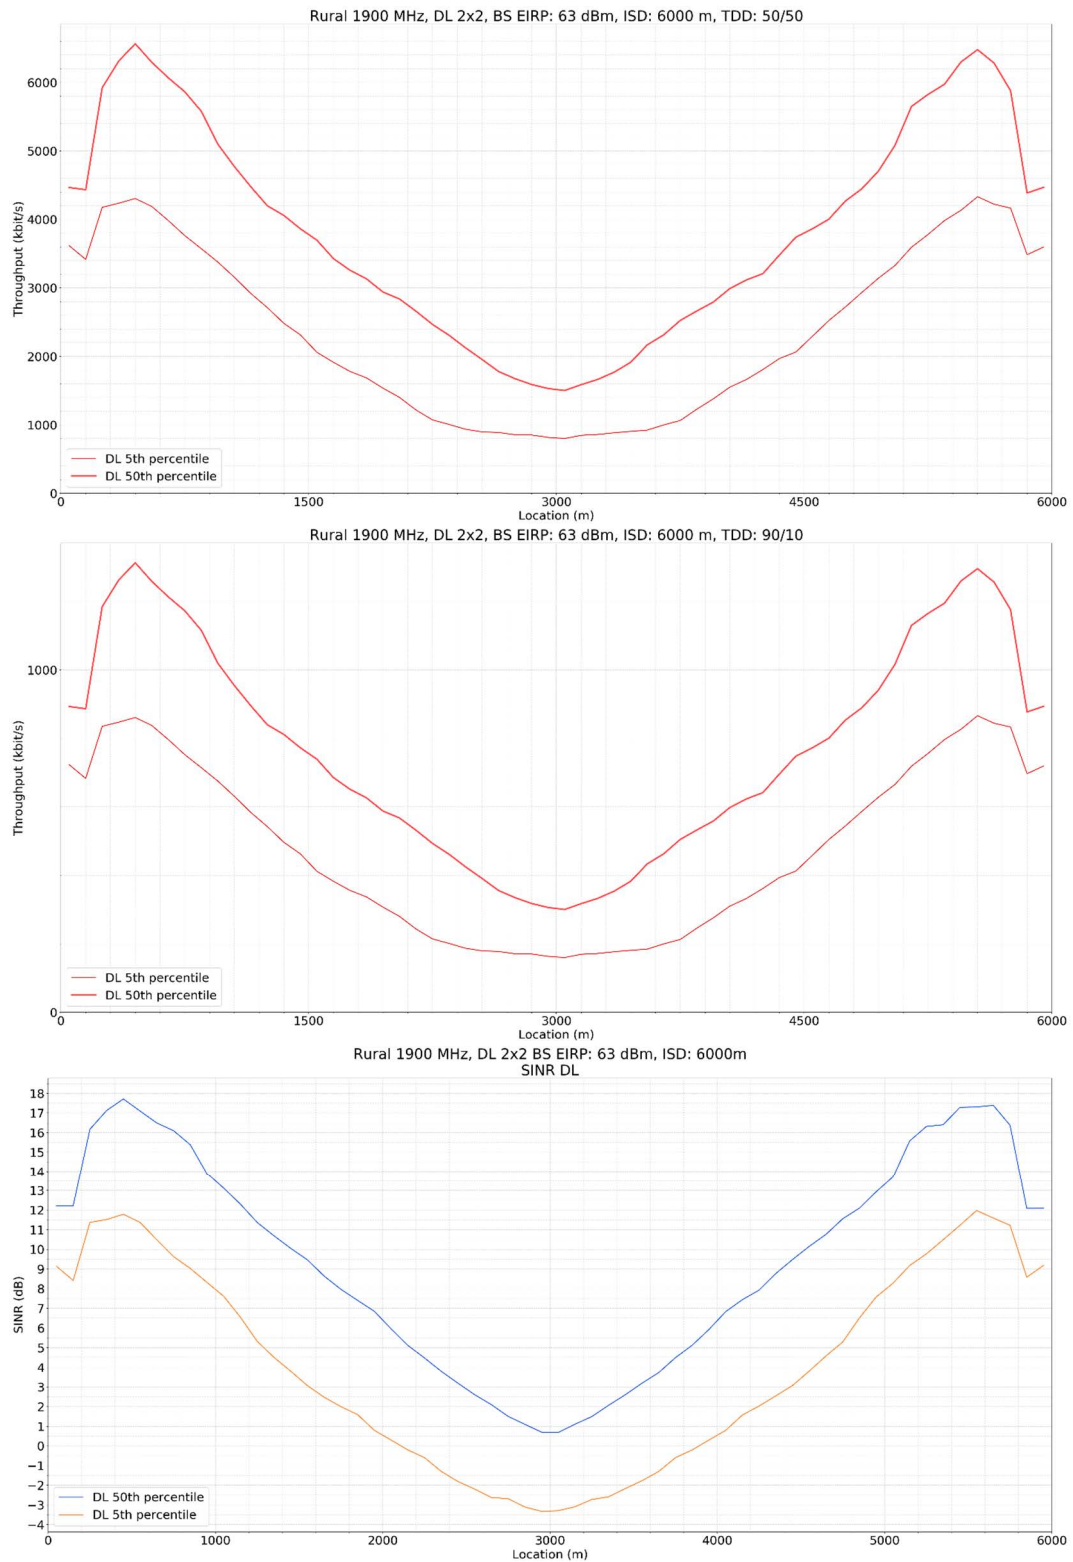 Rural 1900 MHz, DL 2x2, BS EIRP: 63 dBm, ISD: 6000 m, TDD: 50/50
6000
5000
4000
3000
2000
1000
0
Throughput (kbit/s)
DL 5th percentile
DL 50th percentile
0 1500 3000 4500 6000
Location (m)
Rural 1900 MHz, DL 2x2, BS EIRP: 63 dBm, ISD: 6000 m, TDD: 90/10
1000
0
Throughput (kbit/s)
DL 5th percentile
DL 50th percentile
0 1500 3000 4500 6000
Location (m)
Rural 1900 MHz, DL 2x2 BS EIRP: 63 dBm, ISD: 6000m
SINR DL
18
17
16
15
14
13
12
11
10
9
8
7
6
5
4
3
2
1
0
−1
−2
−3
−4
SINR (dB)
DL 50th percentile
DL 5th percentile
0 1000 2000 3000 4000 5000 6000
Location (m)